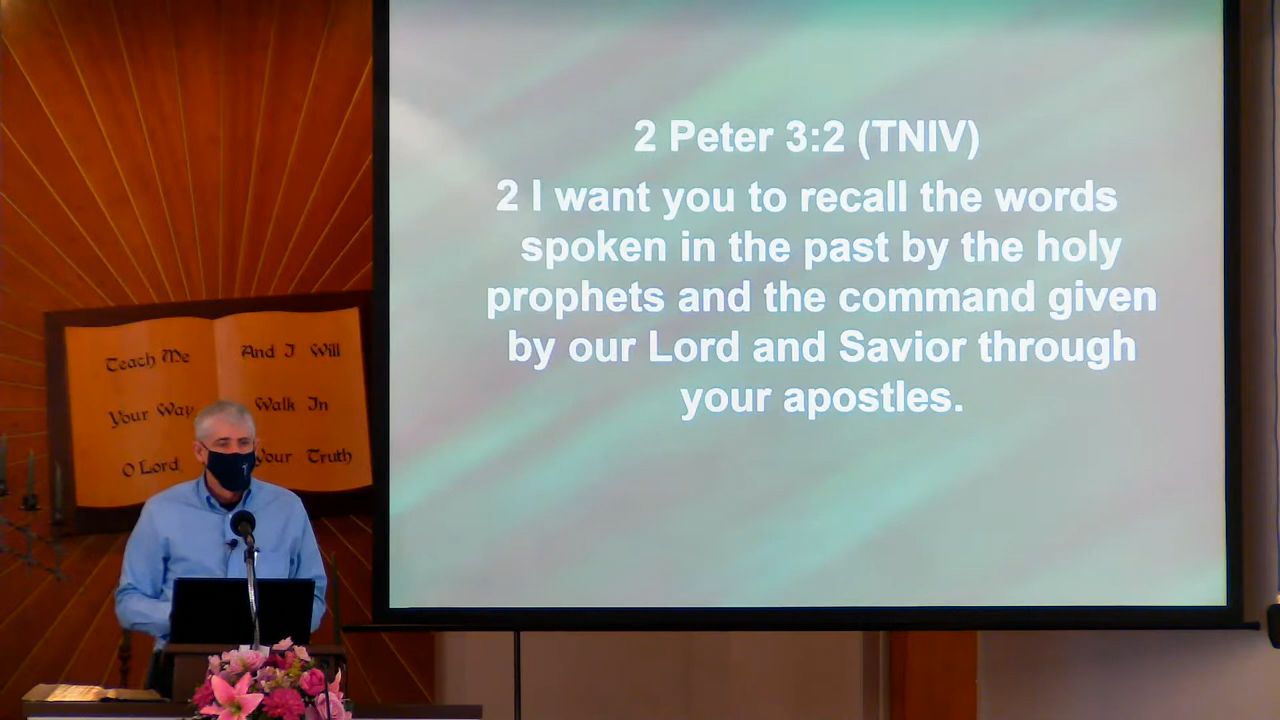 2 Peter 3:2 (TNIV)
2 I want you to recall the words
spoken in the past by the holy
prophets and the command given
by our Lord and Savior through
your apostles.
Teach Me
Your Way
O Lord
And I Will
Walk In
Your Truth